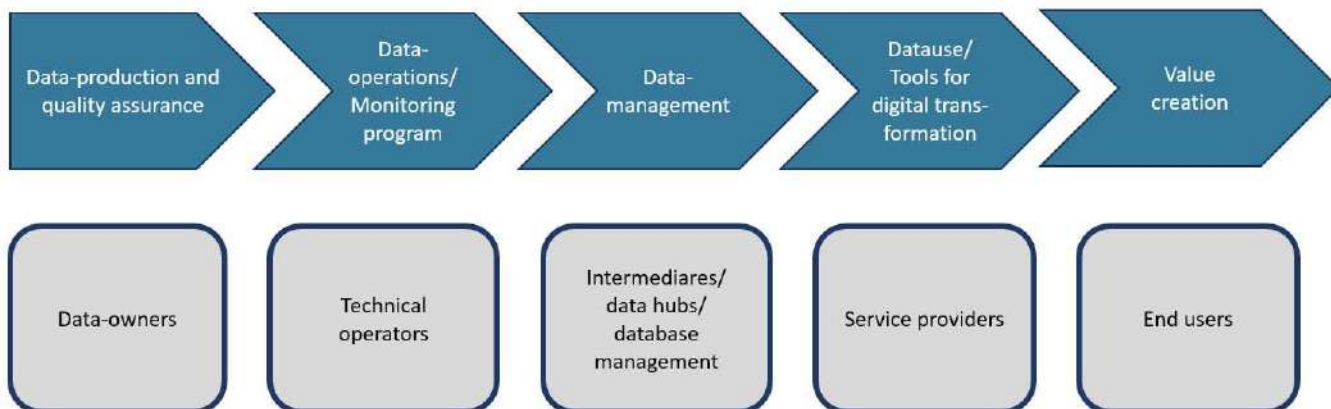 Data-production and
quality assurance
Data-
operations/
Monitoring
program
Data-
management
Datause/
Tools for
digital trans-
formation
Value
creation
Data-owners
Technical
operators
Intermediares/
data hubs/
database
management
Service providers
End users